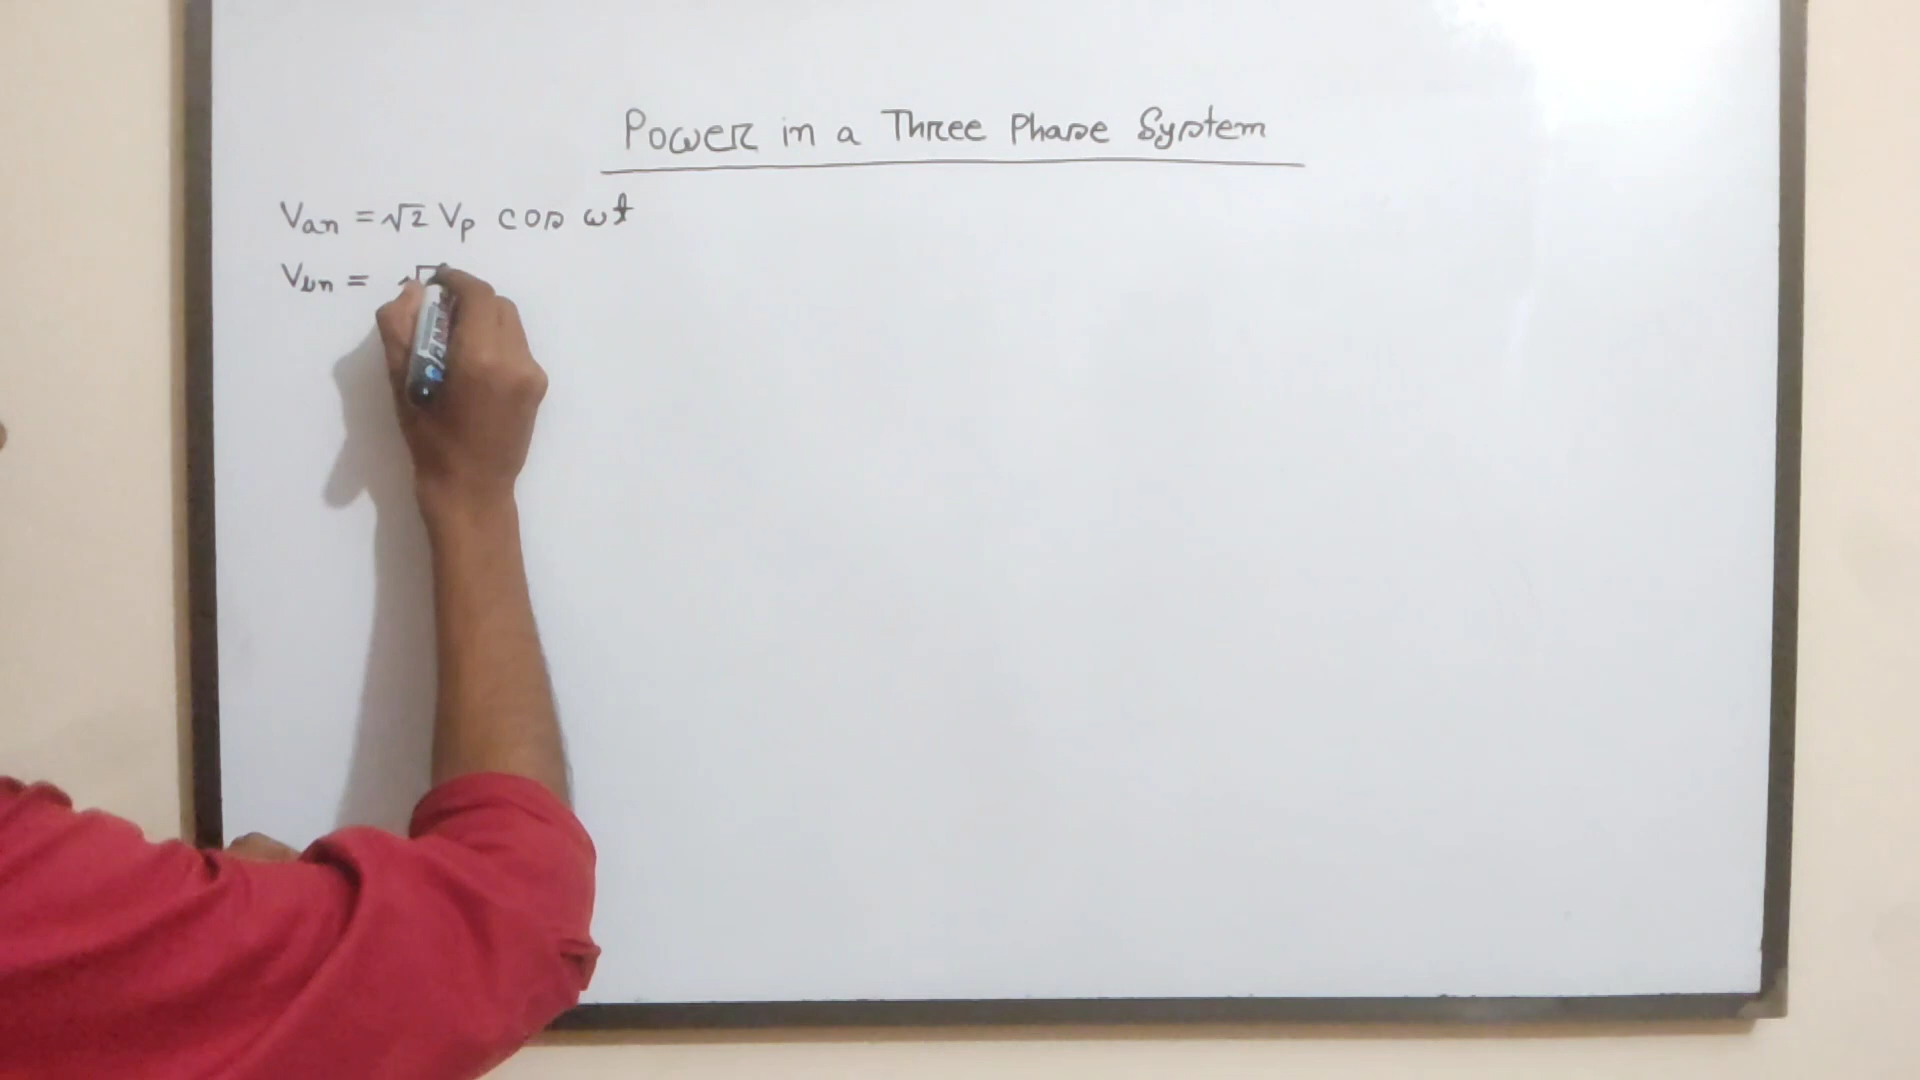 Power in a Three Phase System
Van = √2 Vp cos ωt
Vbn = √